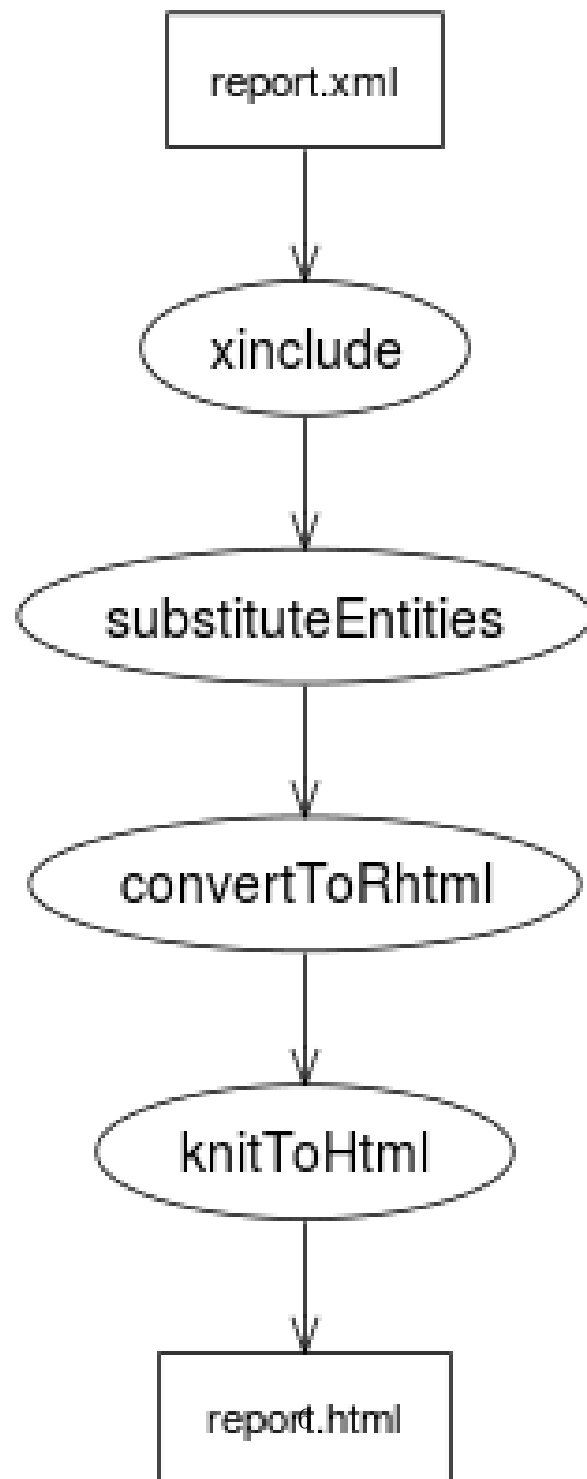 report.xml
xinclude
substituteEntities
convertToRhtml
knitToHtml
report.html